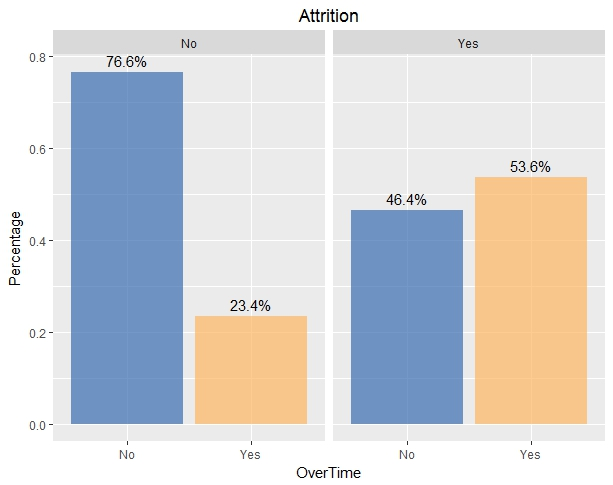 Attrition
No
Yes
76.6%
23.4%
46.4%
53.6%
0.8
0.6
0.4
0.2
0.0
Percentage
No
Yes
No
Yes
OverTime